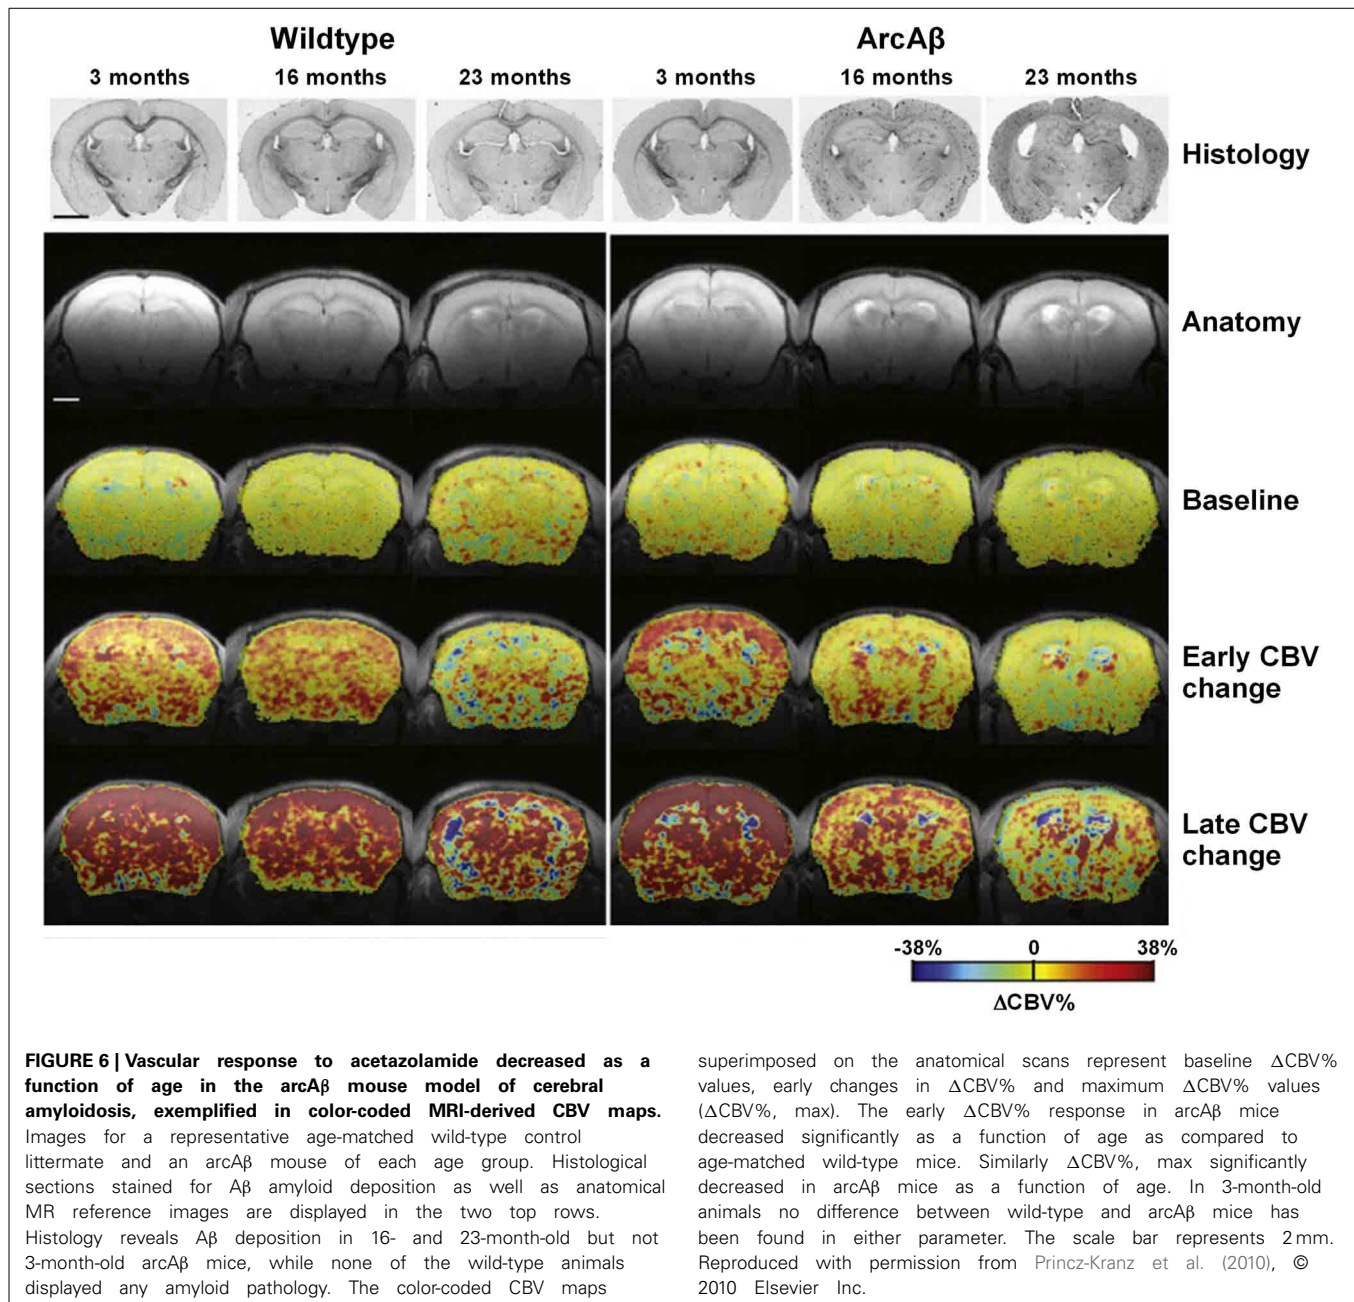 Wildtype
ArcAβ
3 months
16 months
23 months
3 months
16 months
23 months
Histology
Anatomy
Baseline
Early CBV
change
Late CBV
change
-38%
0
38%
ΔCBV%
FIGURE 6 | Vascular response to acetazolamide decreased as a
function of age in the arcAβ mouse model of cerebral
amyloidosis, exemplified in color-coded MRI-derived CBV maps.
Images for a representative age-matched wild-type control
littermate and an arcAβ mouse of each age group. Histological
sections stained for Aβ amyloid deposition as well as anatomical
MR reference images are displayed in the two top rows.
Histology reveals Aβ deposition in 16- and 23-month-old but not
3-month-old arcAβ mice, while none of the wild-type animals
displayed any amyloid pathology. The color-coded CBV maps
superimposed on the anatomical scans represent baseline ΔCBV%
values, early changes in ΔCBV% and maximum ΔCBV% values
(ΔCBV%, max). The early ΔCBV% response in arcAβ mice
decreased significantly as a function of age as compared to
age-matched wild-type mice. Similarly ΔCBV%, max significantly
decreased in arcAβ mice as a function of age. In 3-month-old
animals no difference between wild-type and arcAβ mice has
been found in either parameter. The scale bar represents 2 mm.
Reproduced with permission from Princz-Kranz et al. (2010), ©
2010 Elsevier Inc.